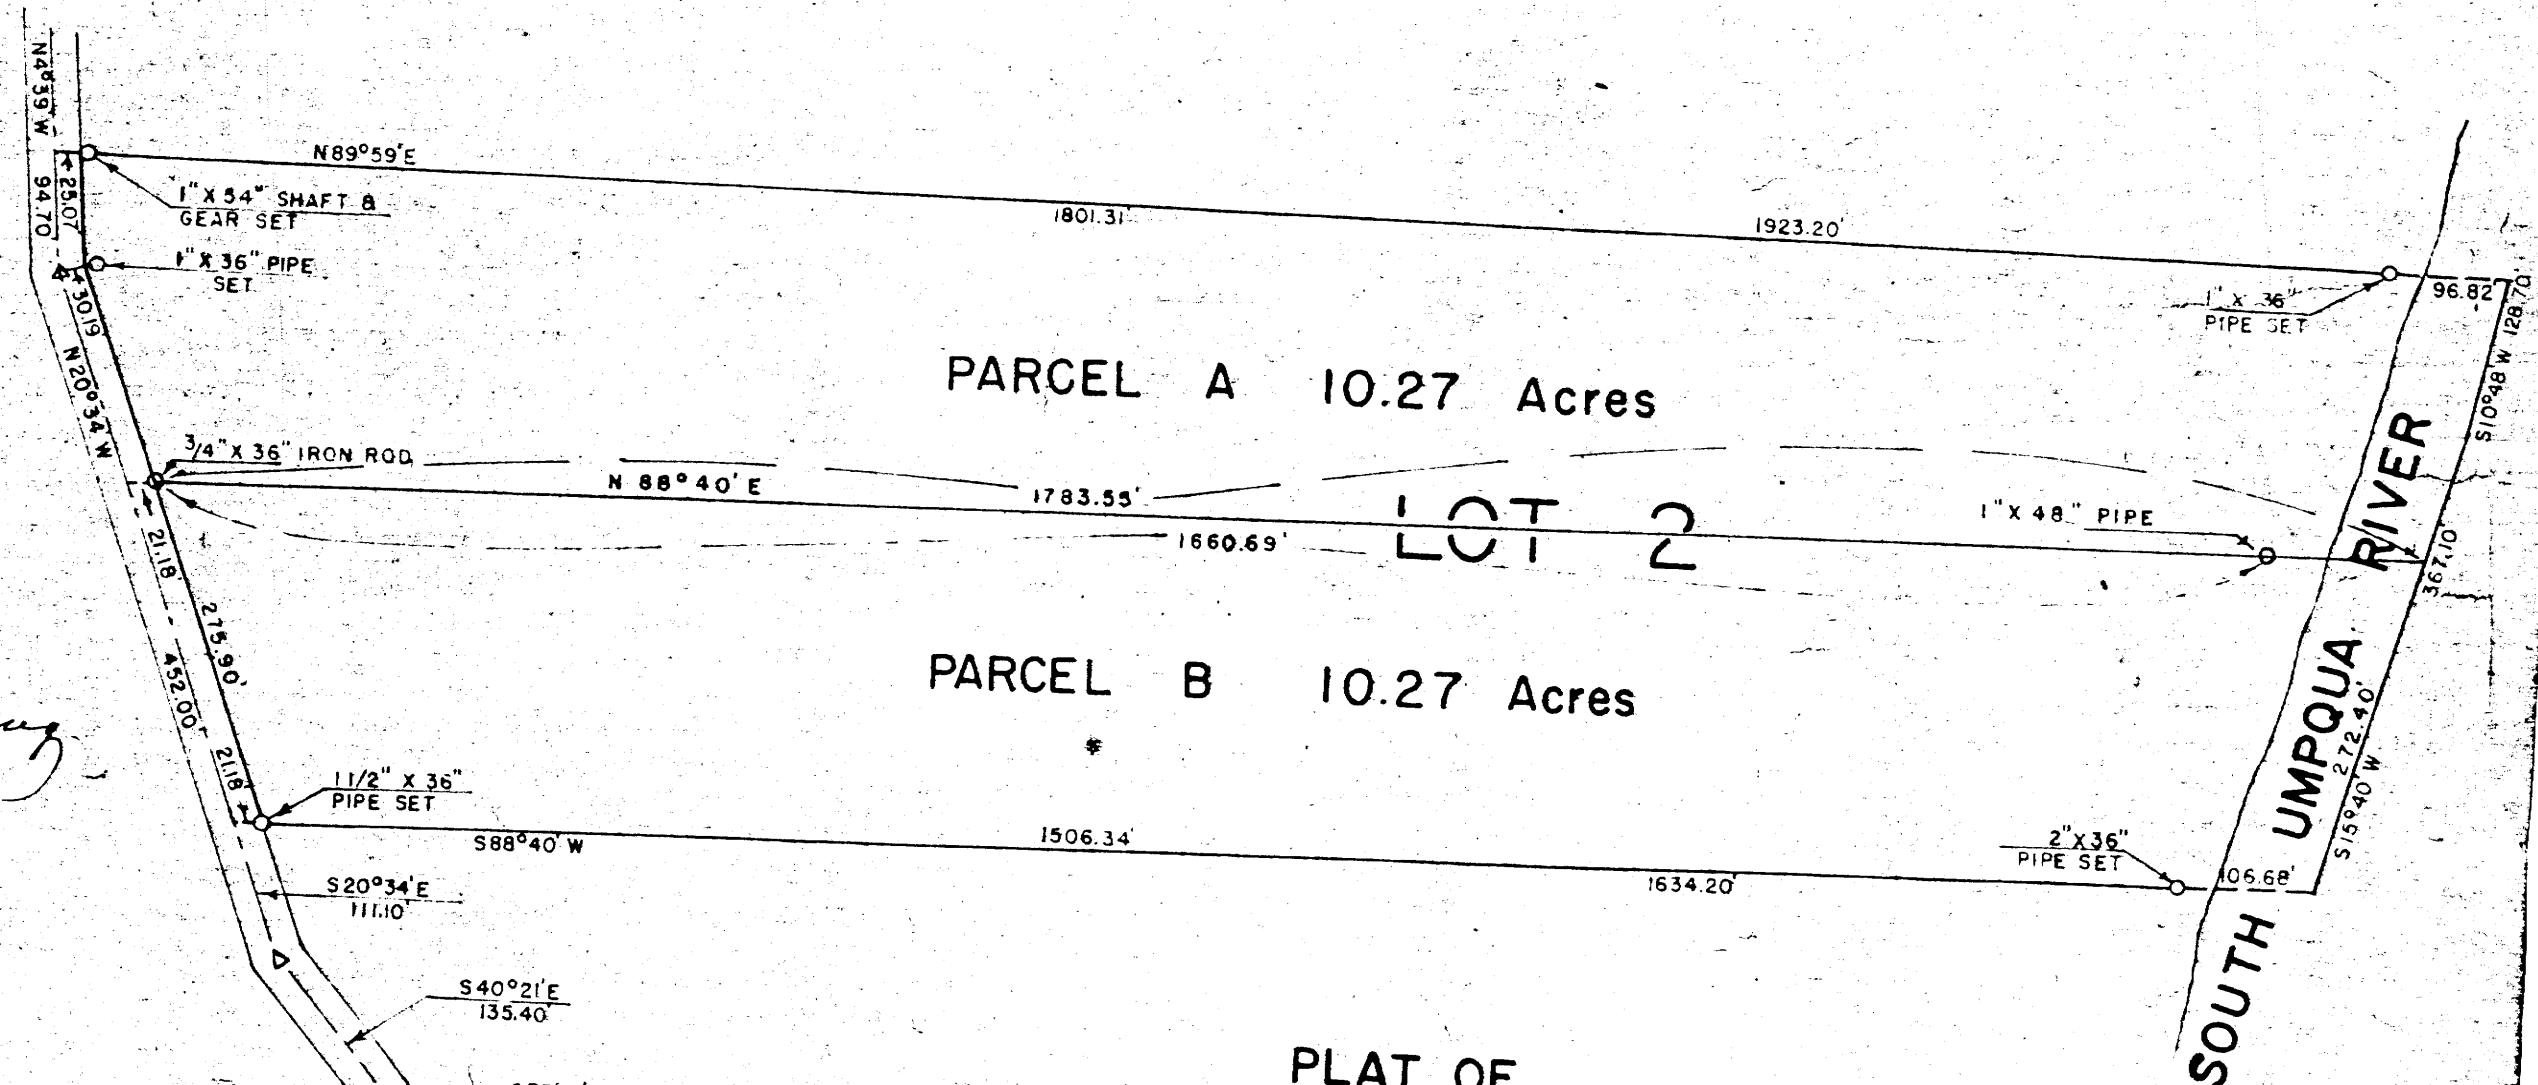 N4°39'W
94.70
25.07
N89°59'E
1" X 54" SHAFT &
GEAR SET
1801.31'
1923.20'
1" X 36" PIPE
SET
30.19
N 20°34' W
1" X 36"
PIPE SET
96.82'
128.70'
S10°48'W
PARCEL A 10.27 Acres
3/4" X 36" IRON ROD
N 88°40' E
1783.55'
1660.69'
LOT 2
1" X 48" PIPE
367.10'
21.18'
275.90'
452.00'
21.18'
PARCEL B 10.27 Acres
272.40'
S15°40'W
SOUTH UMPQUA RIVER
1 1/2" X 36"
PIPE SET
S88°40'W
1506.34'
1634.20'
2"X36"
PIPE SET
106.68'
S20°34'E
111.10'
S40°21'E
135.40'
PLAT OF